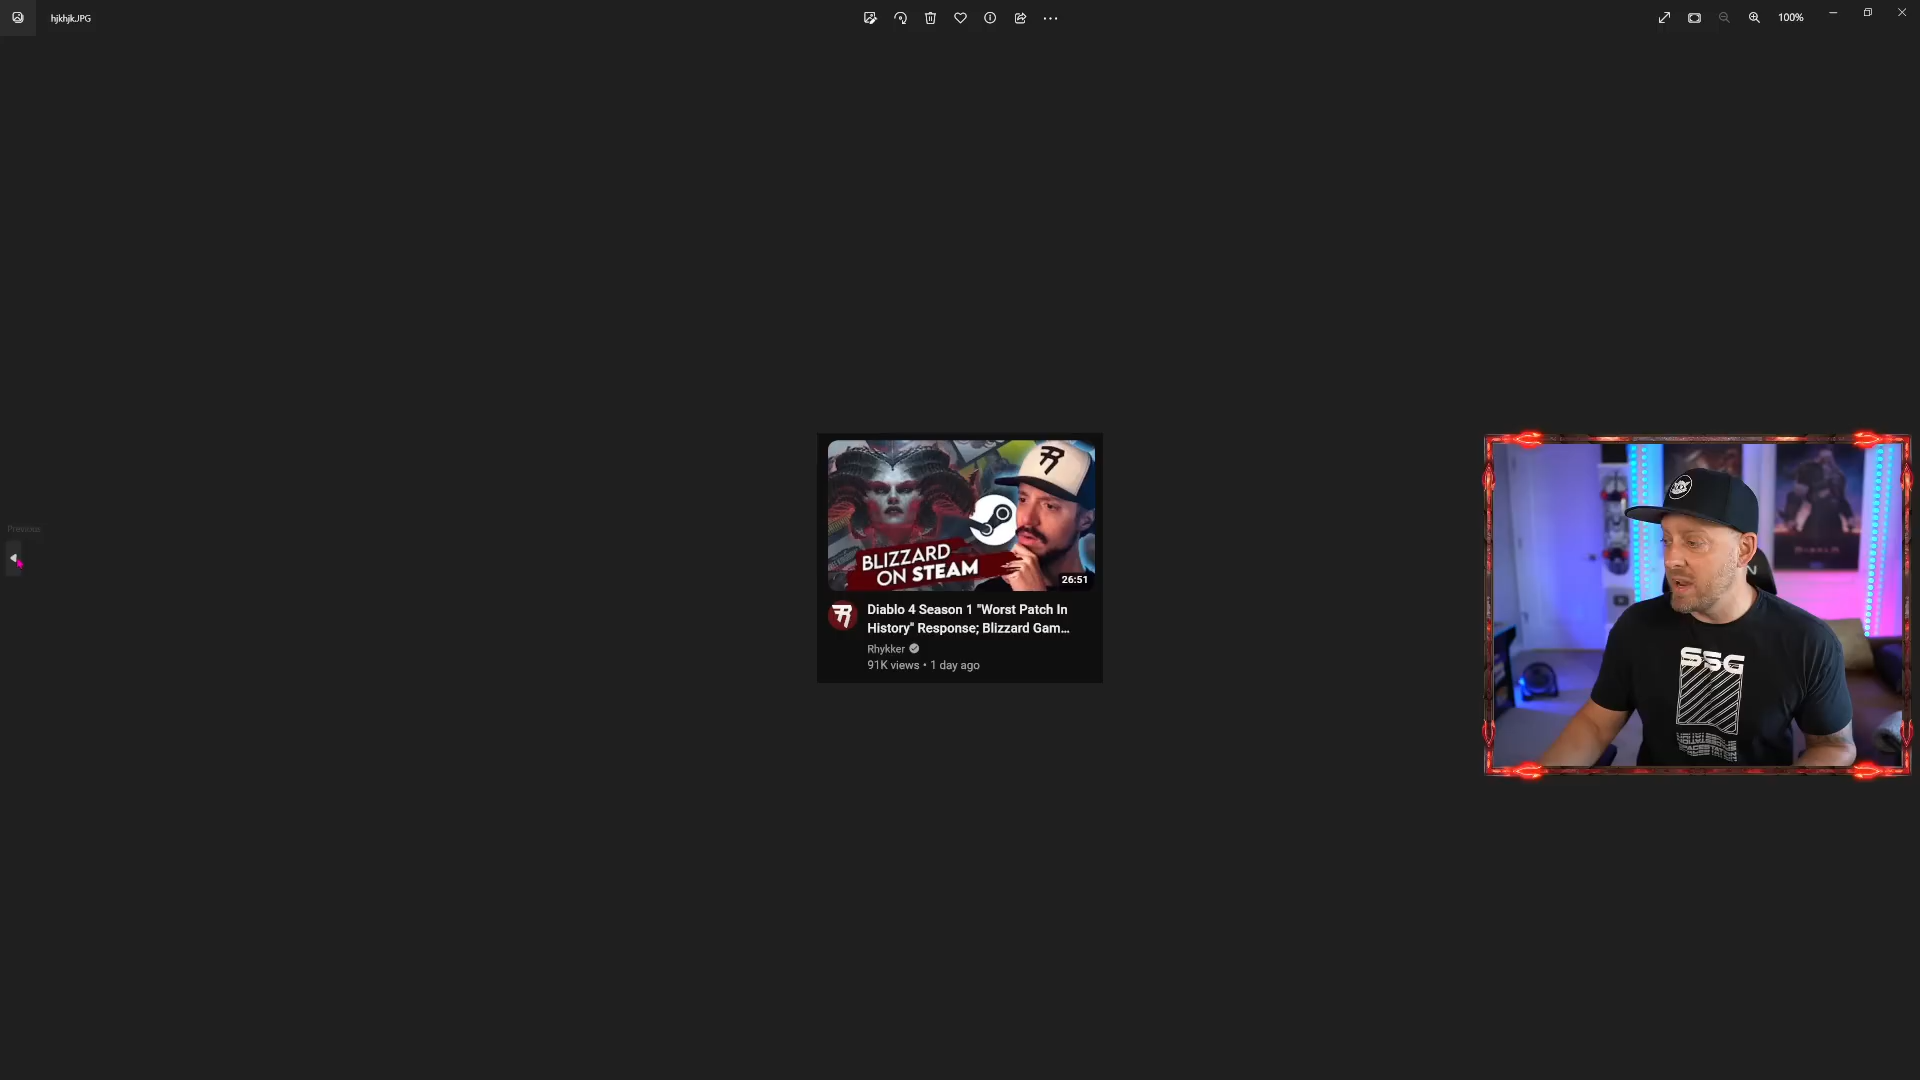 hjkhjk.JPG
100%
Previous
BLIZZARD
ON STEAM
26:51
Diablo 4 Season 1 "Worst Patch In
History" Response; Blizzard Gam...
Rhykker
91K views • 1 day ago
SSG